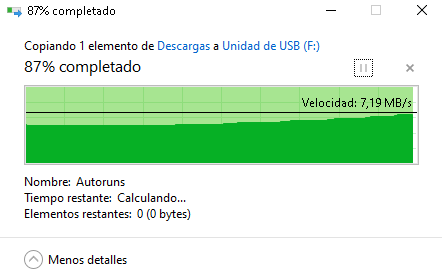 87% completado
Copiando 1 elemento de Descargas a Unidad de USB (F:)
87% completado
Velocidad: 7,19 MB/s
Nombre: Autoruns
Tiempo restante: Calculando...
Elementos restantes: 0 (0 bytes)
Menos detalles